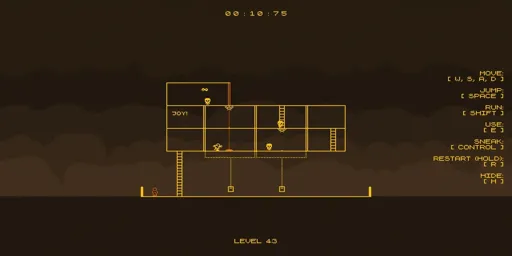 00:10:75
MOVE:
[ W, S, A, D ]
JUMP:
[ SPACE ]
RUN:
[ SHIFT ]
USE:
[ E ]
SNEAK:
[ CONTROL ]
RESTART (HOLD):
[ R ]
HIDE:
[ H ]
JOY!
LEVEL 43